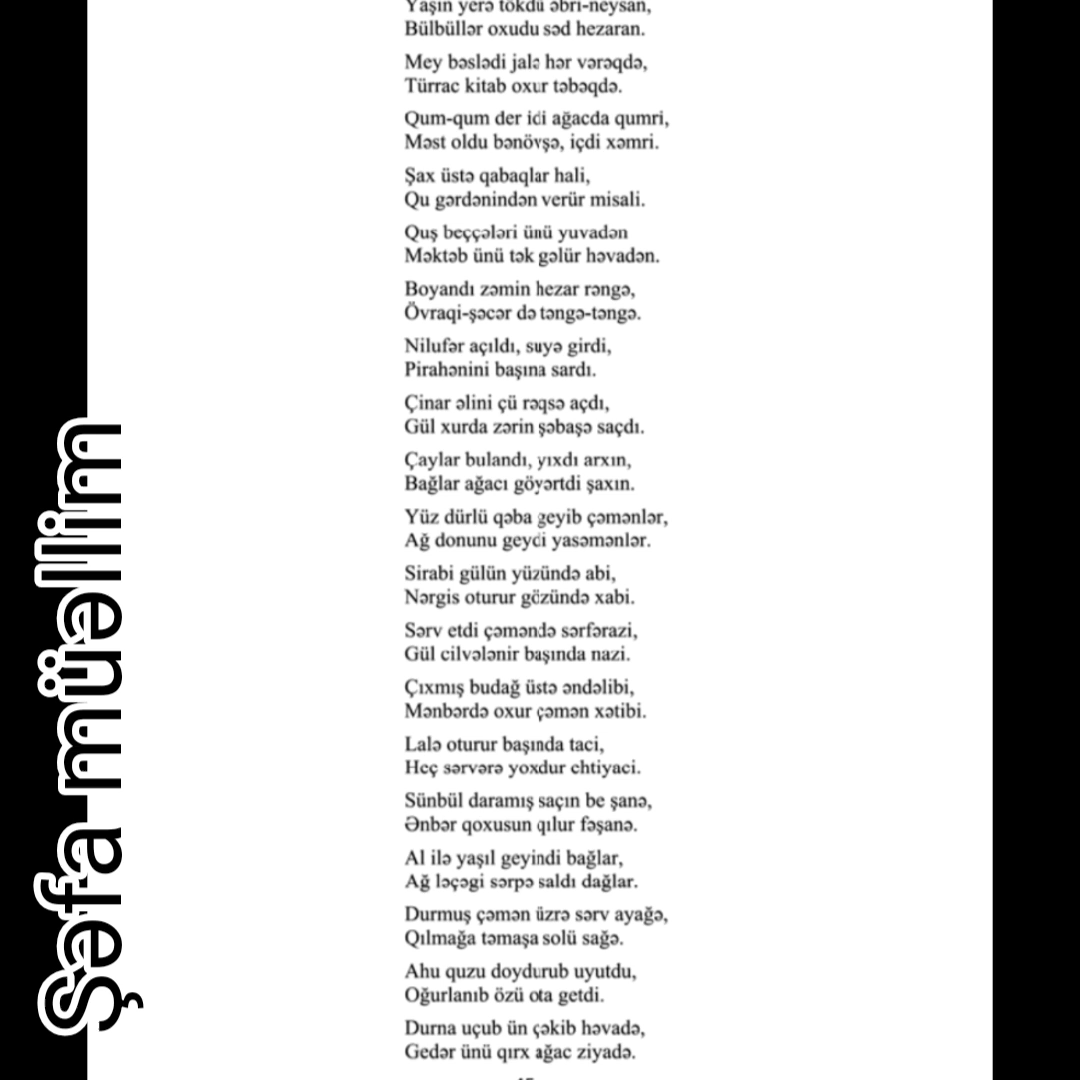 Yaşın yerə tökdü əbri-neysan,
Bülbüllər oxudu səd hezaran.
Mey bəslədi jalə hər vərəqdə,
Türrac kitab oxur təbəqdə.
Qum-qum der idi ağacda qumri,
Məst oldu bənövşə, içdi xəmri.
Şax üstə qabaqlar hali,
Qu gərdənindən verür misali.
Quş beççələri ünü yuvadən
Məktəb ünü tək gəlür həvadən.
Boyandı zəmin hezar rəngə,
Övraqi-şəcər də təngə-təngə.
Nilufər açıldı, suyə girdi,
Pirahənini başına sardı.
Çinar əlini çü rəqsə açdı,
Gül xurda zərin şəbaşə saçdı.
Çaylar bulandı, yıxdı arxın,
Bağlar ağacı göyərtdi şaxın.
Yüz dürlü qəba geyib çəmənlər,
Ağ donunu geydi yasəmənlər.
Sirabi gülün yüzündə abi,
Nərgis oturur gözündə xabi.
Sərv etdi çəməndə sərfərazi,
Gül cilvələnir başında nazi.
Çıxmış budağ üstə əndəlibi,
Mənbərdə oxur çəmən xətibi.
Lalə oturur başında taci,
Heç sərvərə yoxdur ehtiyaci.
Sünbül daramış saçın be şanə,
Ənbər qoxusun qılur fəşanə.
Al ilə yaşıl geyindi bağlar,
Ağ ləçəgi sərpə saldı dağlar.
Durmuş çəmən üzrə sərv ayağə,
Qılmağa təmaşa solü sağə.
Ahu quzu doydurub uyutdu,
Oğurlanıb özü ota getdi.
Durna uçub ün çəkib həvadə,
Gedər ünü qırx ağac ziyadə.
Şəfa müəllim